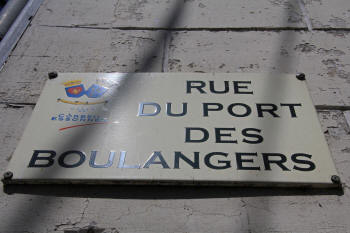 RUE
DU PORT
DES
BOULANGERS